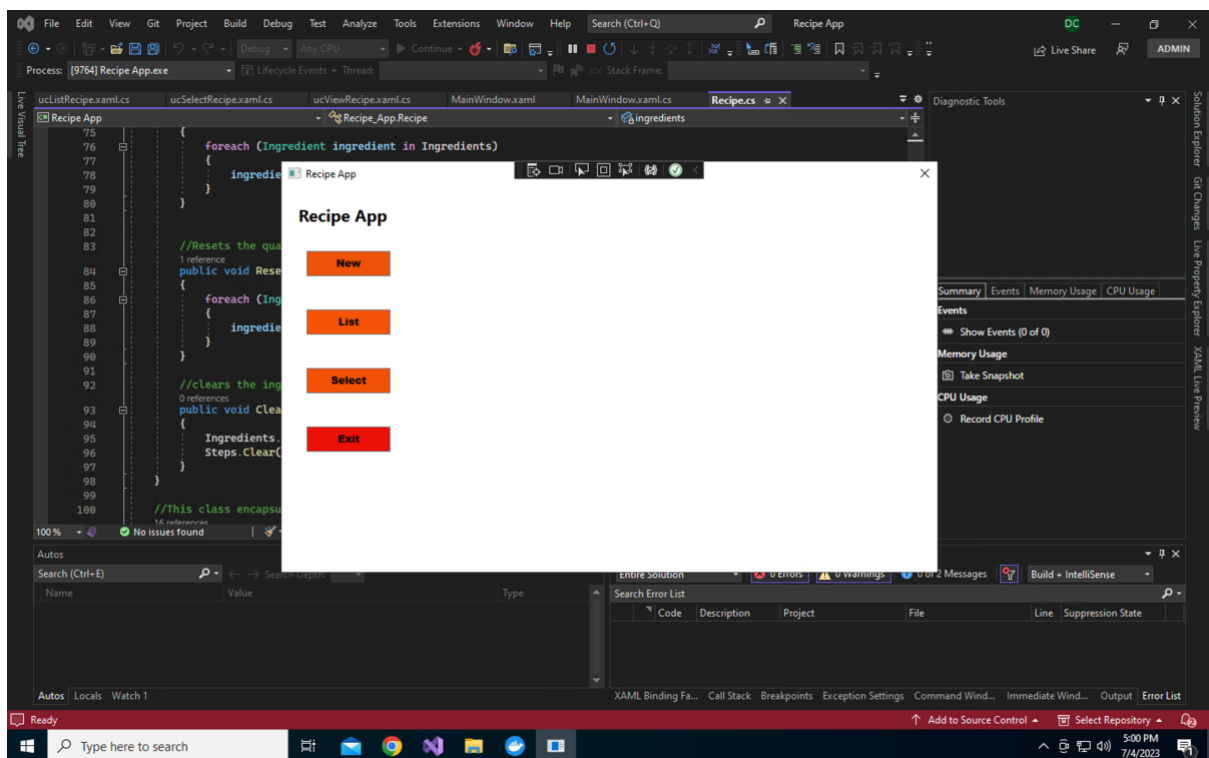 File Edit View Git Project Build Debug Test Analyze Tools Extensions Window Help Search (Ctrl+Q) Recipe App DC
Debug Any CPU Continue Live Share ADMIN
Process: [9764] Recipe App.exe Lifecycle Events Thread: Stack Frame:
Live Visual Tree
ucListRecipe.xaml.cs ucSelectRecipe.xaml.cs ucViewRecipe.xaml.cs MainWindow.xaml MainWindow.xaml.cs Recipe.cs
Recipe App Recipe_App.Recipe ingredients
75 {
76 foreach (Ingredient ingredient in Ingredients)
77 {
78 ingredie
79 }
80 }
81
82
83 //Resets the qua
1 reference
84 public void Rese
85 {
86 foreach (Ing
87 {
88 ingredie
89 }
90 }
91
92 //clears the ing
0 references
93 public void Clea
94 {
95 Ingredients.
96 Steps.Clear(
97 }
98 }
99
100 //This class encapsu
16 references
100 % No issues found
Recipe App
Recipe App
New
List
Select
Exit
Diagnostic Tools
Summary Events Memory Usage CPU Usage
Events
Show Events (0 of 0)
Memory Usage
Take Snapshot
CPU Usage
Record CPU Profile
Solution Explorer
Git Changes
Live Property Explorer
XAML Live Preview
Autos
Search (Ctrl+E) Search Depth:
Name Value Type
Autos Locals Watch 1
Entire Solution 0 Errors 0 Warnings 0 of 2 Messages Build + IntelliSense
Search Error List
Code Description Project File Line Suppression State
XAML Binding Fa... Call Stack Breakpoints Exception Settings Command Wind... Immediate Wind... Output Error List
Ready Add to Source Control Select Repository
Type here to search 5:00 PM
7/4/2023